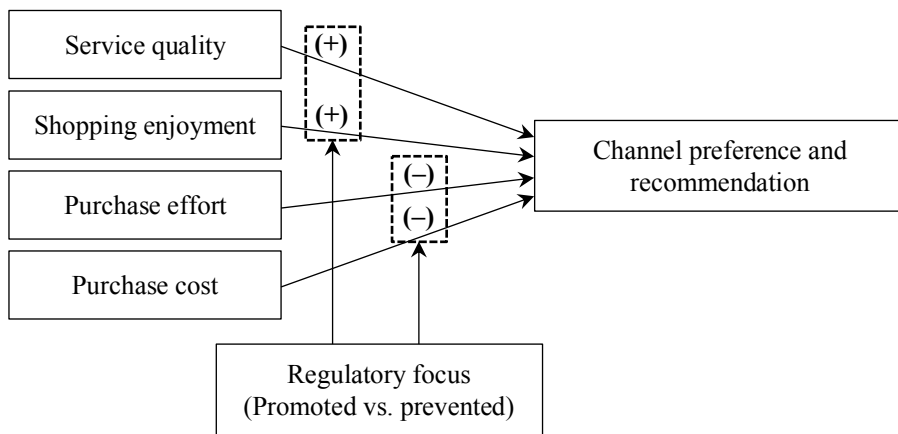 Service quality
(+)
Shopping enjoyment
(+)
Channel preference and
recommendation
Purchase effort
(–)
(–)
Purchase cost
Regulatory focus
(Promoted vs. prevented)